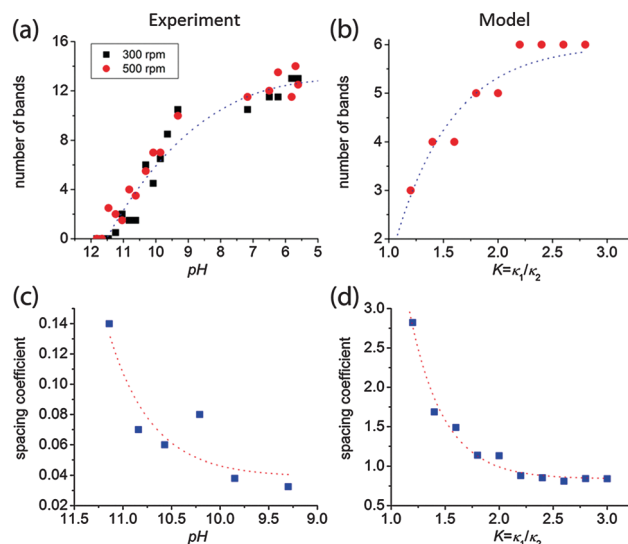 Experiment
Model
(a)
16
12
8
4
0
number of bands
300 rpm
500 rpm
12 11 10 9 8 7 6 5
pH
(b)
6
5
4
3
2
number of bands
1.0 1.5 2.0 2.5 3.0
K=κ₁/κ₂
(c)
0.14
0.12
0.10
0.08
0.06
0.04
0.02
spacing coefficient
11.5 11.0 10.5 10.0 9.5 9.0
pH
(d)
3.0
2.5
2.0
1.5
1.0
0.5
spacing coefficient
1.0 1.5 2.0 2.5 3.0
K=κ₁/κ₂